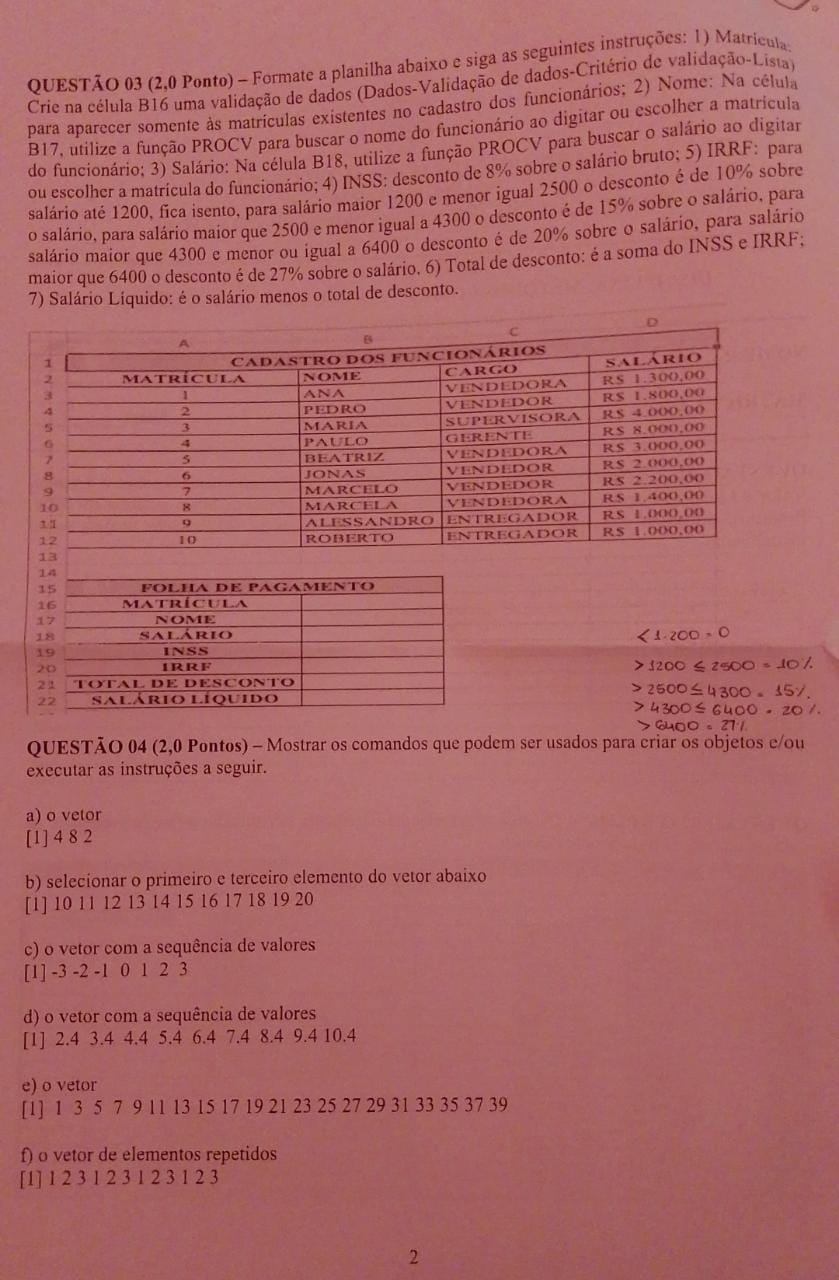 QUESTÃO 03 (2,0 Ponto) – Formate a planilha abaixo e siga as seguintes instruções: 1) Matrícula:
Crie na célula B16 uma validação de dados (Dados-Validação de dados-Critério de validação-Lista)
para aparecer somente às matrículas existentes no cadastro dos funcionários; 2) Nome: Na célula
B17, utilize a função PROCV para buscar o nome do funcionário ao digitar ou escolher a matrícula
do funcionário; 3) Salário: Na célula B18, utilize a função PROCV para buscar o salário ao digitar
ou escolher a matrícula do funcionário; 4) INSS: desconto de 8% sobre o salário bruto; 5) IRRF: para
salário até 1200, fica isento, para salário maior 1200 e menor igual 2500 o desconto é de 10% sobre
o salário, para salário maior que 2500 e menor igual a 4300 o desconto é de 15% sobre o salário, para
salário maior que 4300 e menor ou igual a 6400 o desconto é de 20% sobre o salário, para salário
maior que 6400 o desconto é de 27% sobre o salário. 6) Total de desconto: é a soma do INSS e IRRF;
7) Salário Líquido: é o salário menos o total de desconto.
A B C D
1 CADASTRO DOS FUNCIONÁRIOS
2 MATRÍCULA NOME CARGO SALÁRIO
3 1 ANA VENDEDORA R$ 1.300,00
4 2 PEDRO VENDEDOR R$ 1.800,00
5 3 MARIA SUPERVISORA R$ 4.000,00
6 4 PAULO GERENTE R$ 8.000,00
7 5 BEATRIZ VENDEDORA R$ 3.000,00
8 6 JONAS VENDEDOR R$ 2.000,00
9 7 MARCELO VENDEDOR R$ 2.200,00
10 8 MARCELA VENDEDORA R$ 1.400,00
11 9 ALESSANDRO ENTREGADOR R$ 1.000,00
12 10 ROBERTO ENTREGADOR R$ 1.000,00
13
14
15 FOLHA DE PAGAMENTO
16 MATRÍCULA
17 NOME
18 SALÁRIO
19 INSS
20 IRRF
21 TOTAL DE DESCONTO
22 SALÁRIO LÍQUIDO
< 1.200 = 0
> 1200 ≤ 2500 = 10%
> 2500 ≤ 4300 = 15%
> 4300 ≤ 6400 = 20%
> 6400 = 27%
QUESTÃO 04 (2,0 Pontos) – Mostrar os comandos que podem ser usados para criar os objetos e/ou
executar as instruções a seguir.
a) o vetor
[1] 4 8 2
b) selecionar o primeiro e terceiro elemento do vetor abaixo
[1] 10 11 12 13 14 15 16 17 18 19 20
c) o vetor com a sequência de valores
[1] -3 -2 -1 0 1 2 3
d) o vetor com a sequência de valores
[1] 2.4 3.4 4.4 5.4 6.4 7.4 8.4 9.4 10.4
e) o vetor
[1] 1 3 5 7 9 11 13 15 17 19 21 23 25 27 29 31 33 35 37 39
f) o vetor de elementos repetidos
[1] 1 2 3 1 2 3 1 2 3 1 2 3
2